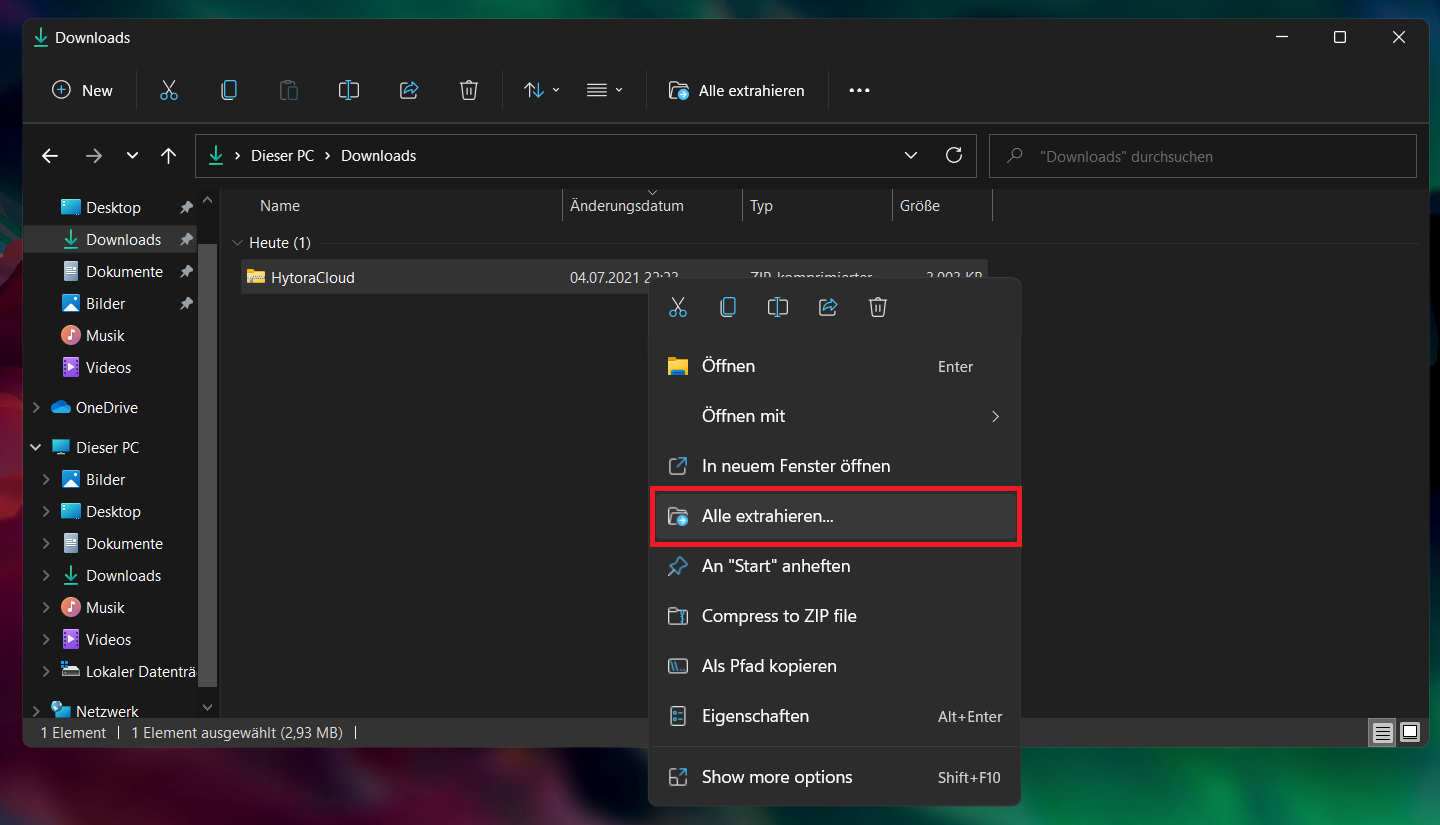 Downloads
New
Alle extrahieren
Dieser PC > Downloads
"Downloads" durchsuchen
Name Änderungsdatum Typ Größe
Desktop
Downloads
Dokumente
Bilder
Musik
Videos
OneDrive
Dieser PC
Bilder
Desktop
Dokumente
Downloads
Musik
Videos
Lokaler Datenträ
Netzwerk
Heute (1)
HytoraCloud 04.07.2021 22:23 ZIP-komprimierter
Öffnen Enter
Öffnen mit
In neuem Fenster öffnen
Alle extrahieren...
An "Start" anheften
Compress to ZIP file
Als Pfad kopieren
Eigenschaften Alt+Enter
Show more options Shift+F10
1 Element 1 Element ausgewählt (2,93 MB)